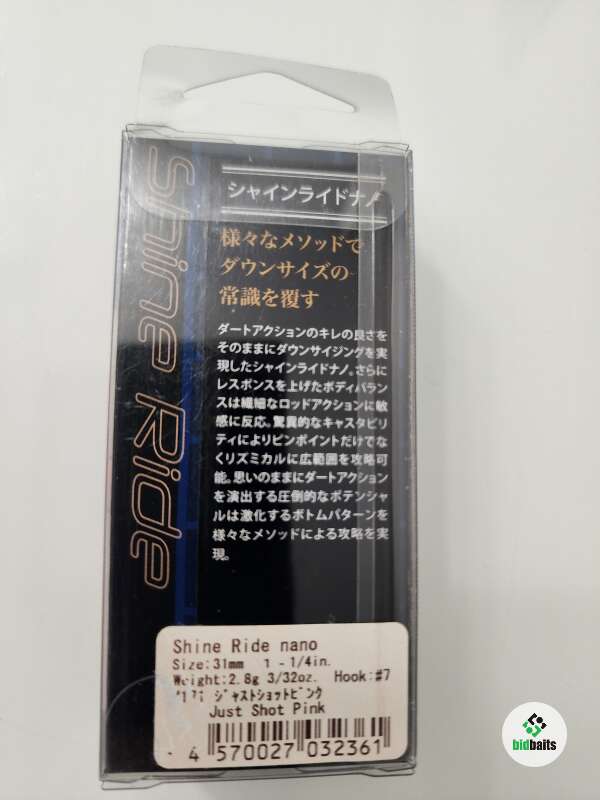 Shine Ride
シャインライドナノ
様々なメソッドで
ダウンサイズの
常識を覆す
ダートアクションのキレの良さを
そのままにダウンサイジングを実
現したシャインライドナノ。さらに
レスポンスを上げたボディバラン
スは繊細なロッドアクションに敏
感に反応。驚異的なキャスタビリ
ティによりピンポイントだけでな
くリズミカルに広範囲を攻略可
能。思いのままにダートアクション
を演出する圧倒的なポテンシャ
ルは激化するボトムパターンを
様々なメソッドによる攻略を実
現。
Shine Ride nano
Size:31mm 1 - 1/4in.
Weight:2.8g 3/32oz. Hook:#7
ジャストショットピンク
Just Shot Pink
4 570027 032361
bidbaits